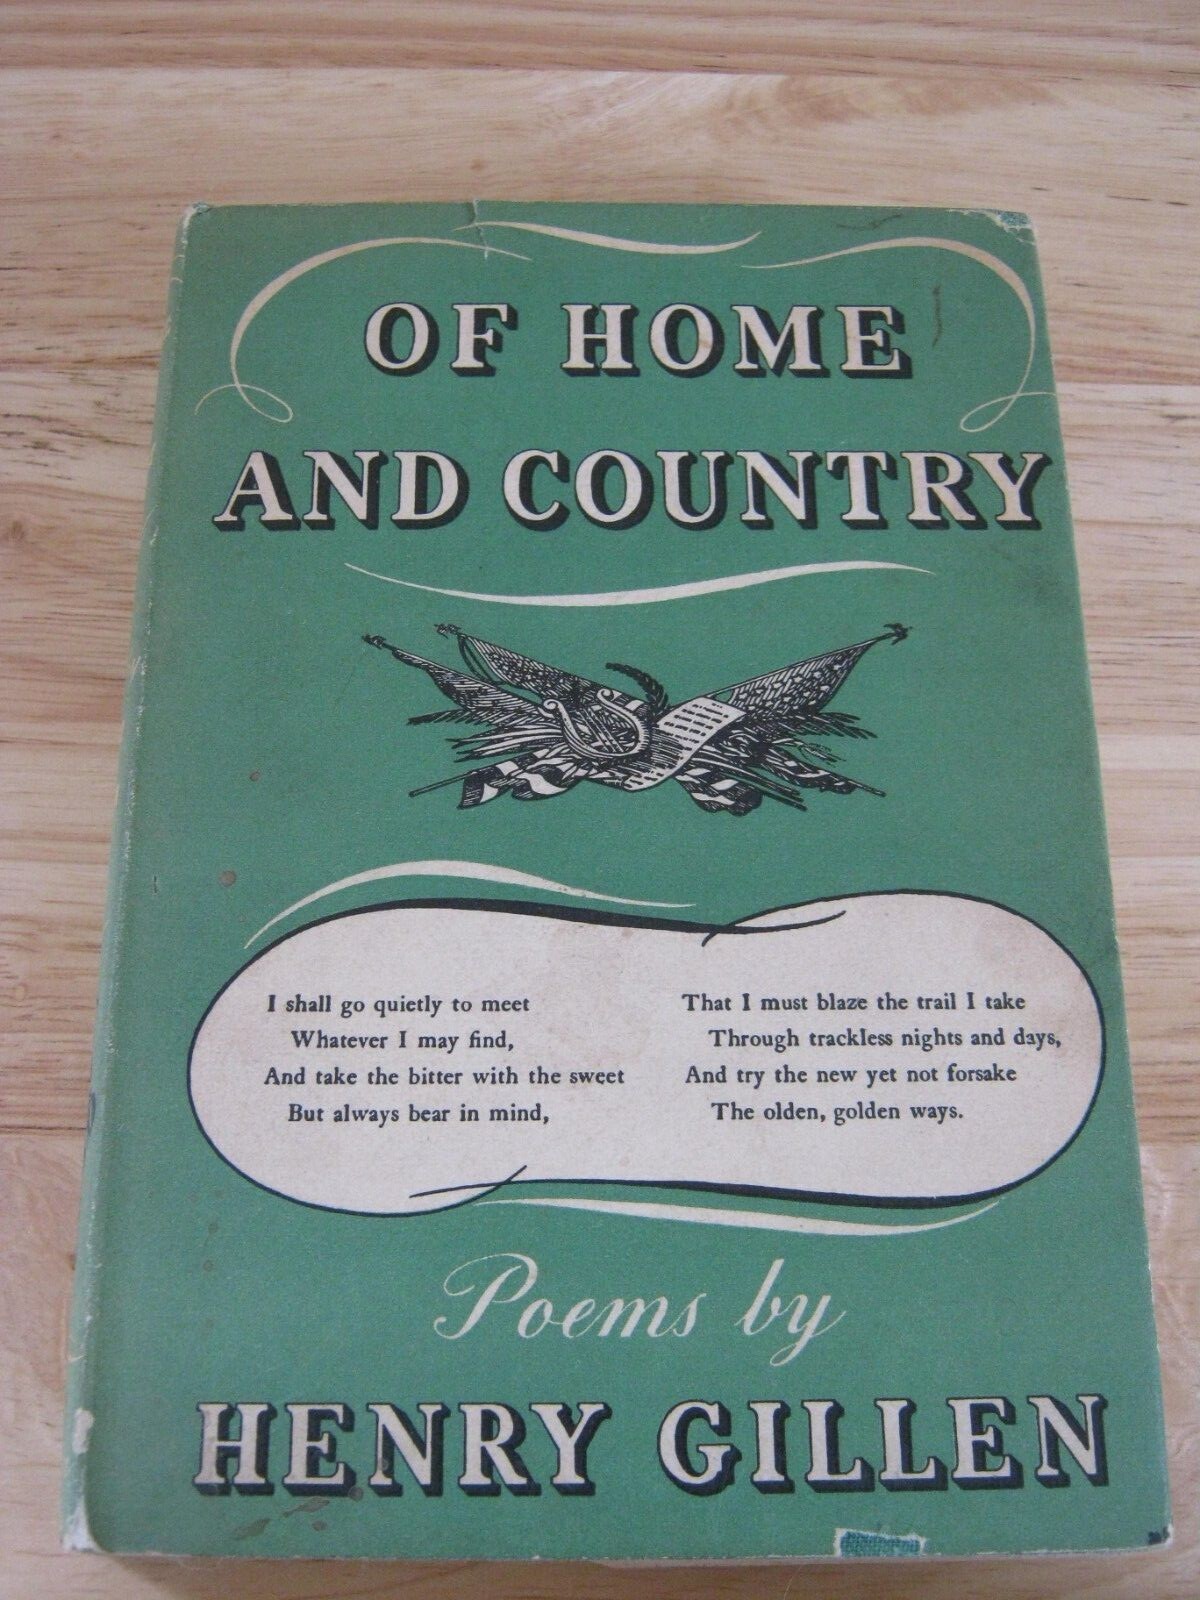 OF HOME
AND COUNTRY
I shall go quietly to meet
Whatever I may find,
And take the bitter with the sweet
But always bear in mind,
That I must blaze the trail I take
Through trackless nights and days,
And try the new yet not forsake
The olden, golden ways.
Poems by
HENRY GILLEN